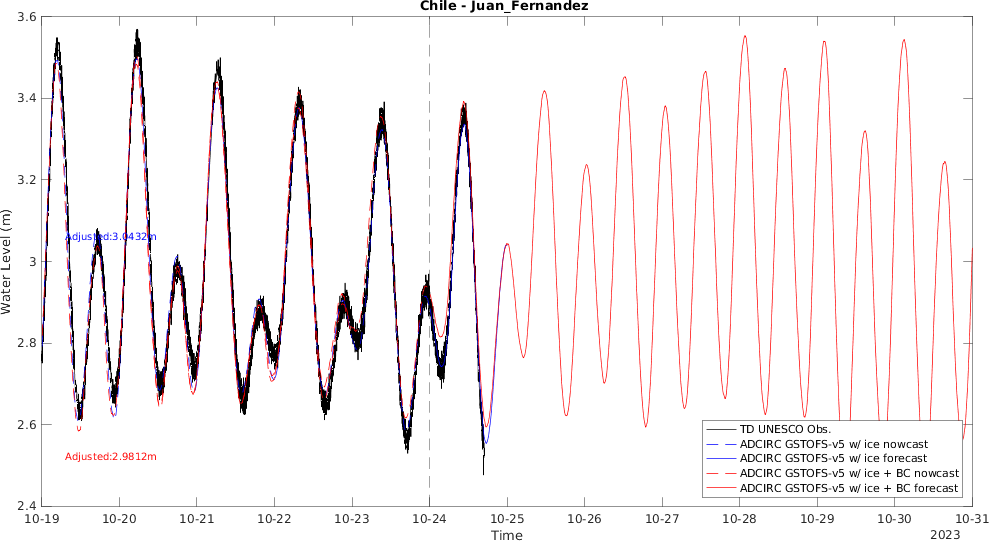 Chile - Juan_Fernandez
3.6
3.4
3.2
3
2.8
2.6
2.4
Water Level (m)
Adjusted:3.0432m
Adjusted:2.9812m
TD UNESCO Obs.
ADCIRC GSTOFS-v5 w/ ice nowcast
ADCIRC GSTOFS-v5 w/ ice forecast
ADCIRC GSTOFS-v5 w/ ice + BC nowcast
ADCIRC GSTOFS-v5 w/ ice + BC forecast
10-19 10-20 10-21 10-22 10-23 10-24 10-25 10-26 10-27 10-28 10-29 10-30 10-31
Time
2023